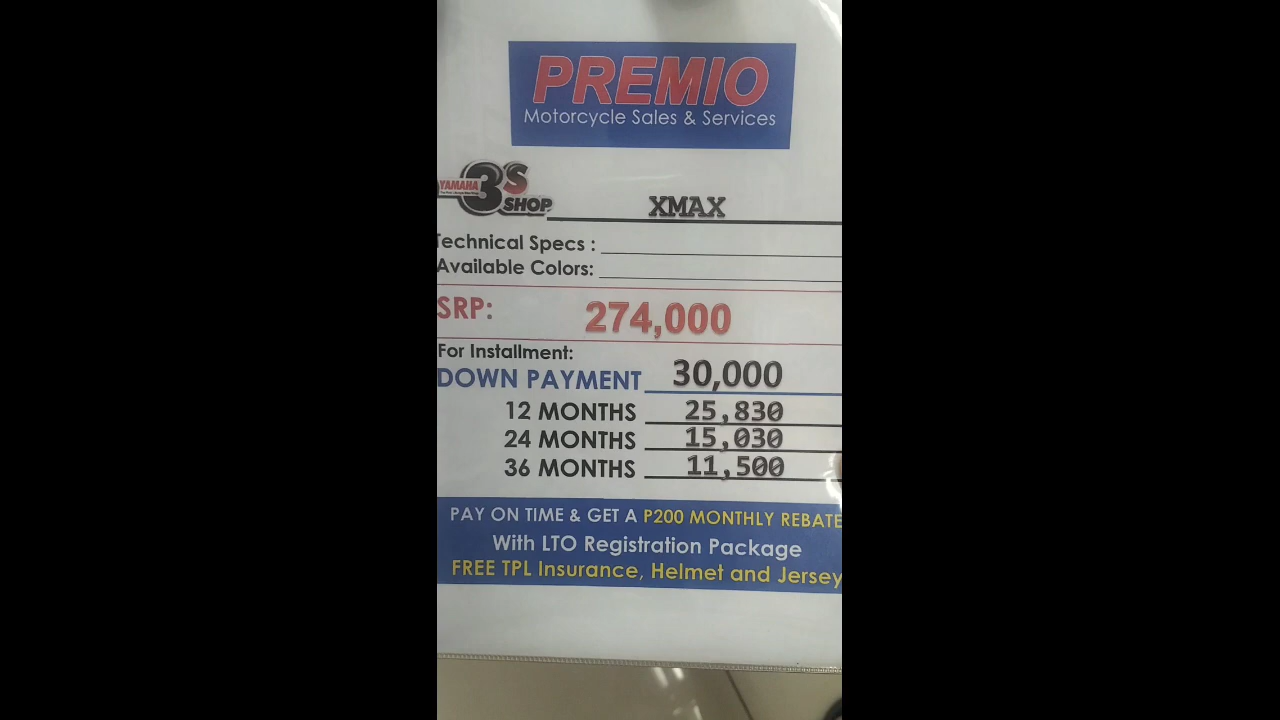 PREMIO
Motorcycle Sales & Services
YAMAHA
3's
SHOP
XMAX
Technical Specs :
Available Colors:
SRP: 274,000
For Installment:
DOWN PAYMENT 30,000
12 MONTHS 25,830
24 MONTHS 15,030
36 MONTHS 11,500
PAY ON TIME & GET A P200 MONTHLY REBATE
With LTO Registration Package
FREE TPL Insurance, Helmet and Jersey